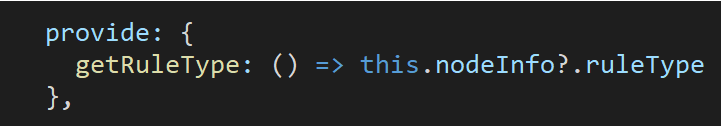 provide: {
getRuleType: () => this.nodeInfo?.ruleType
},